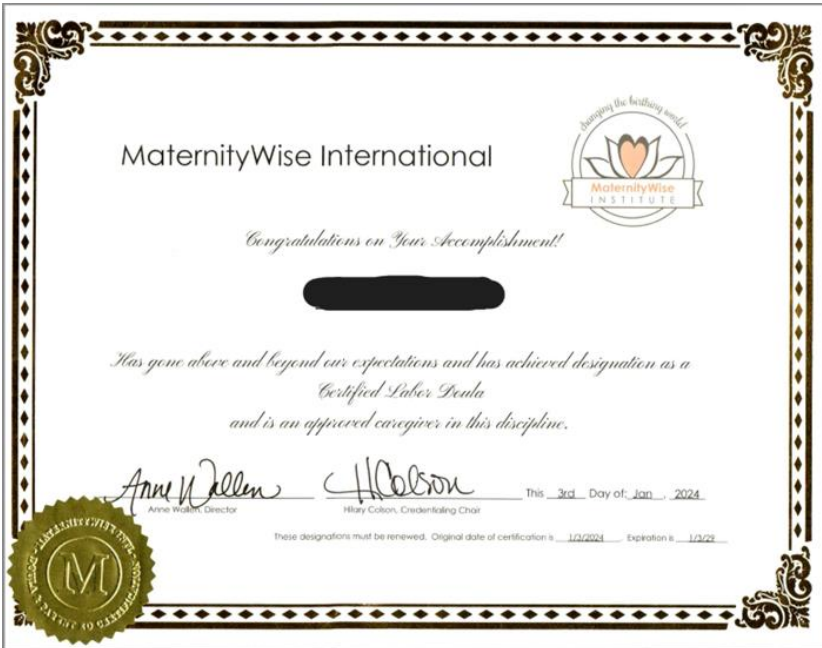 changing the birthing world
MaternityWise International
MaternityWise
INSTITUTE
Congratulations on Your Accomplishment!
Has gone above and beyond our expectations and has achieved designation as a
Certified Labor Doula
and is an approved caregiver in this discipline.
Anne Wallen HColson This 3rd Day of: Jan , 2024
Anne Wallen, Director Hilary Colson, Credentialing Chair
These designations must be renewed. Original date of certification is 1/3/2024 Expiration is 1/3/29
MATERNITYWISE INTL
M